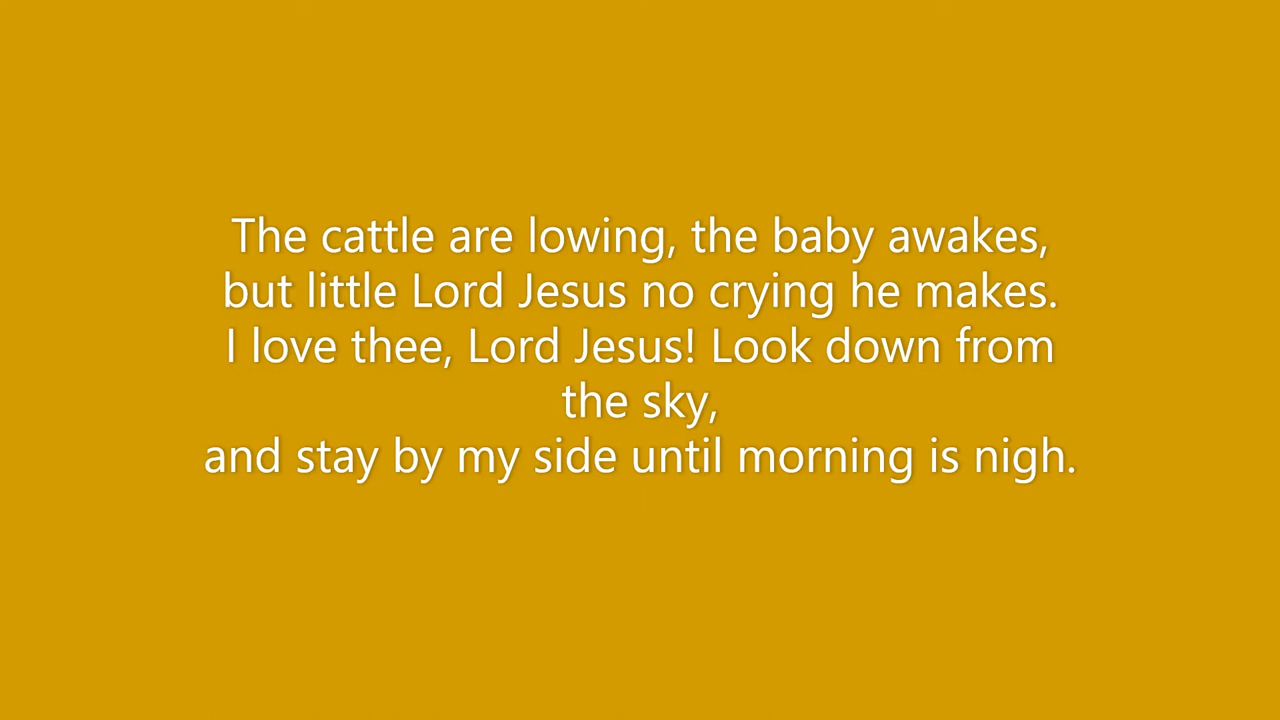 The cattle are lowing, the baby awakes,
but little Lord Jesus no crying he makes.
I love thee, Lord Jesus! Look down from
the sky,
and stay by my side until morning is nigh.